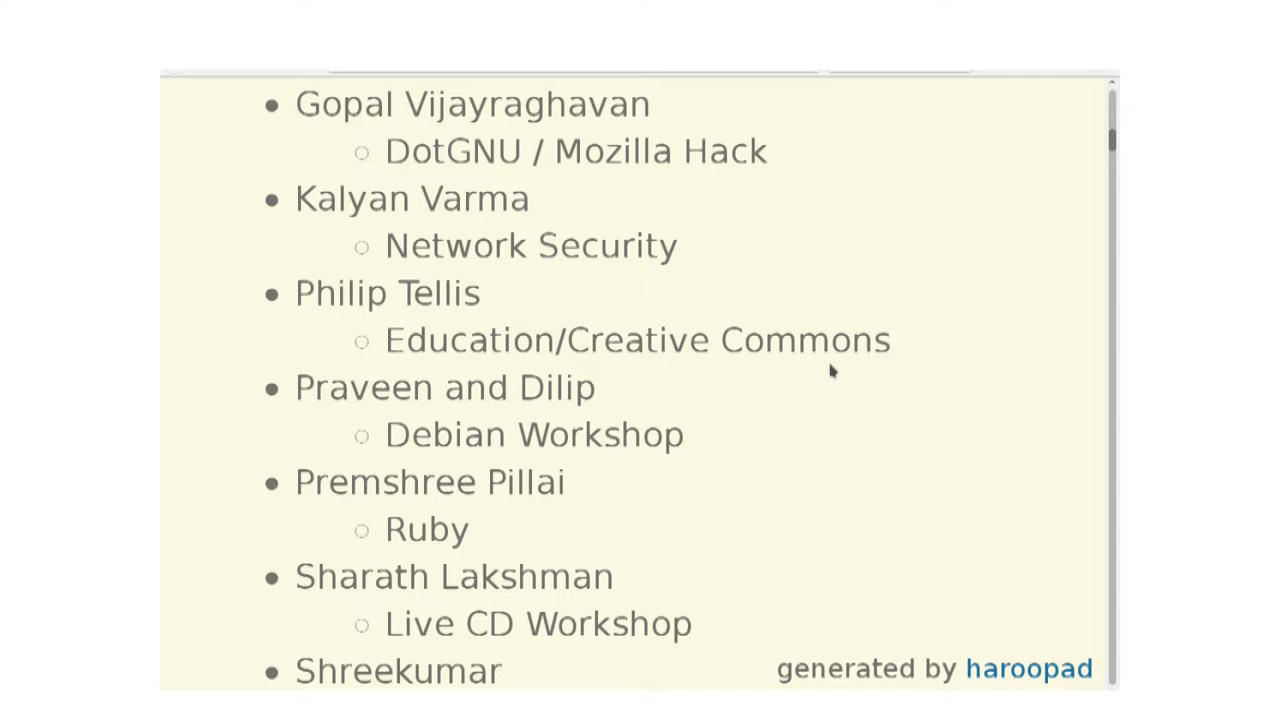 Gopal Vijayraghavan
DotGNU / Mozilla Hack
Kalyan Varma
Network Security
Philip Tellis
Education/Creative Commons
Praveen and Dilip
Debian Workshop
Premshree Pillai
Ruby
Sharath Lakshman
Live CD Workshop
Shreekumar
generated by haroopad